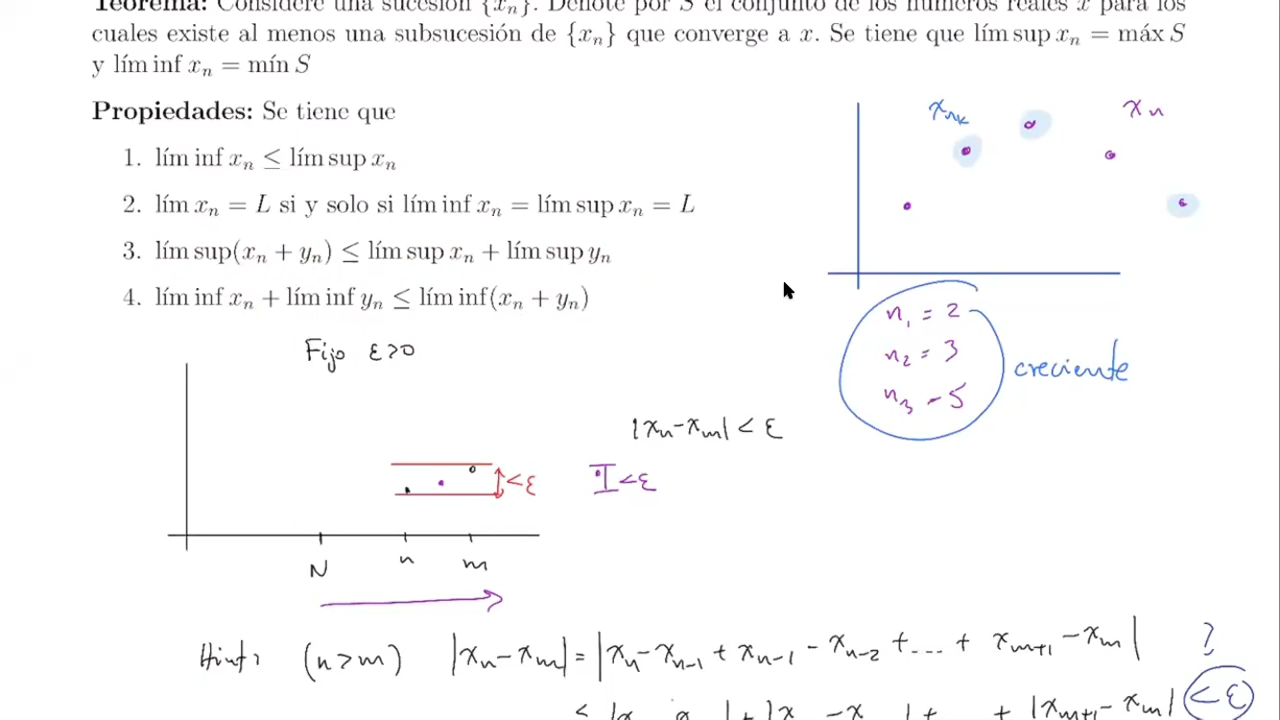 Teorema: Considere una sucesión {xₙ}. Denote por S el conjunto de los números reales x para los
cuales existe al menos una subsucesión de {xₙ} que converge a x. Se tiene que lím sup xₙ = máx S
y lím inf xₙ = mín S
Propiedades: Se tiene que
1. lím inf xₙ ≤ lím sup xₙ
2. lím xₙ = L si y solo si lím inf xₙ = lím sup xₙ = L
3. lím sup(xₙ + yₙ) ≤ lím sup xₙ + lím sup yₙ
4. lím inf xₙ + lím inf yₙ ≤ lím inf(xₙ + yₙ)
x_{n_k}
xₙ
n₁ = 2
n₂ = 3
n₃ - 5
creciente
Fijo ε>0
|xₙ-xₘ| < ε
<ε
<ε
N n m
Hint: (n>m) |xₙ-xₘ| = |xₙ-xₙ₋₁ + xₙ₋₁ - xₙ₋₂ +.... + xₘ₊₁ - xₘ| ?
+ |xₘ₊₁ - xₘ| <ε